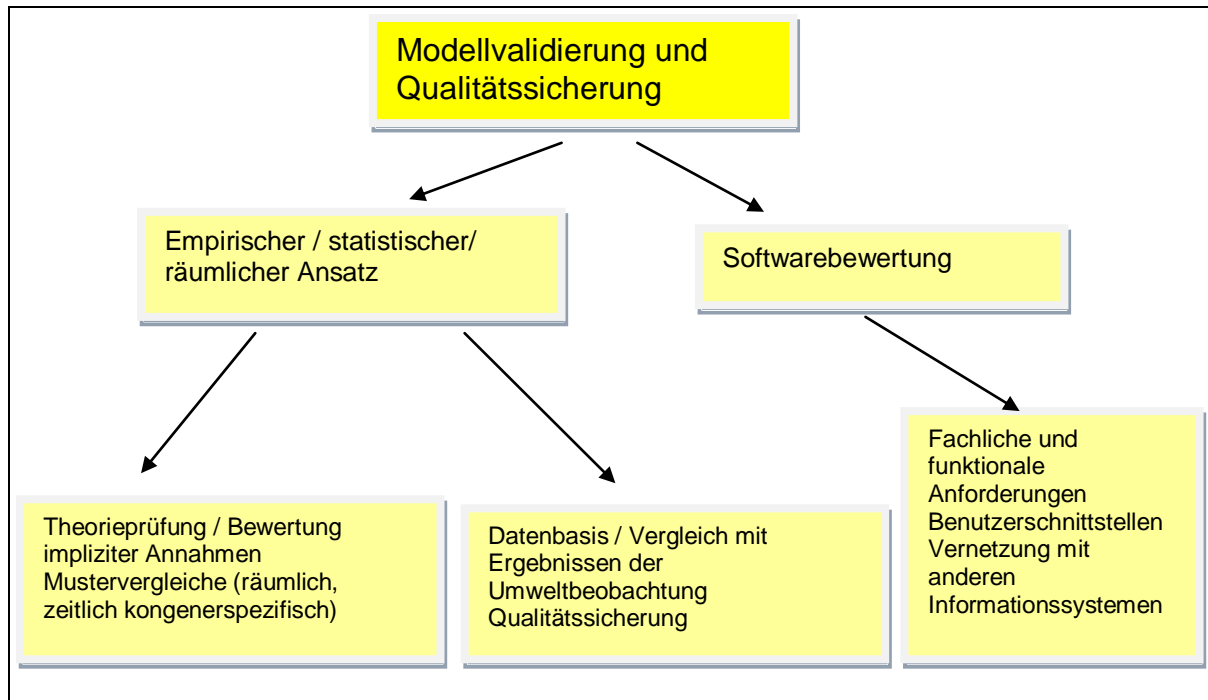 Modellvalidierung und
Qualitätssicherung
Empirischer / statistischer/
räumlicher Ansatz
Softwarebewertung
Theorieprüfung / Bewertung
impliziter Annahmen
Mustervergleiche (räumlich,
zeitlich kongenerspezifisch)
Datenbasis / Vergleich mit
Ergebnissen der
Umweltbeobachtung
Qualitätssicherung
Fachliche und
funktionale
Anforderungen
Benutzerschnittstellen
Vernetzung mit
anderen
Informationssystemen